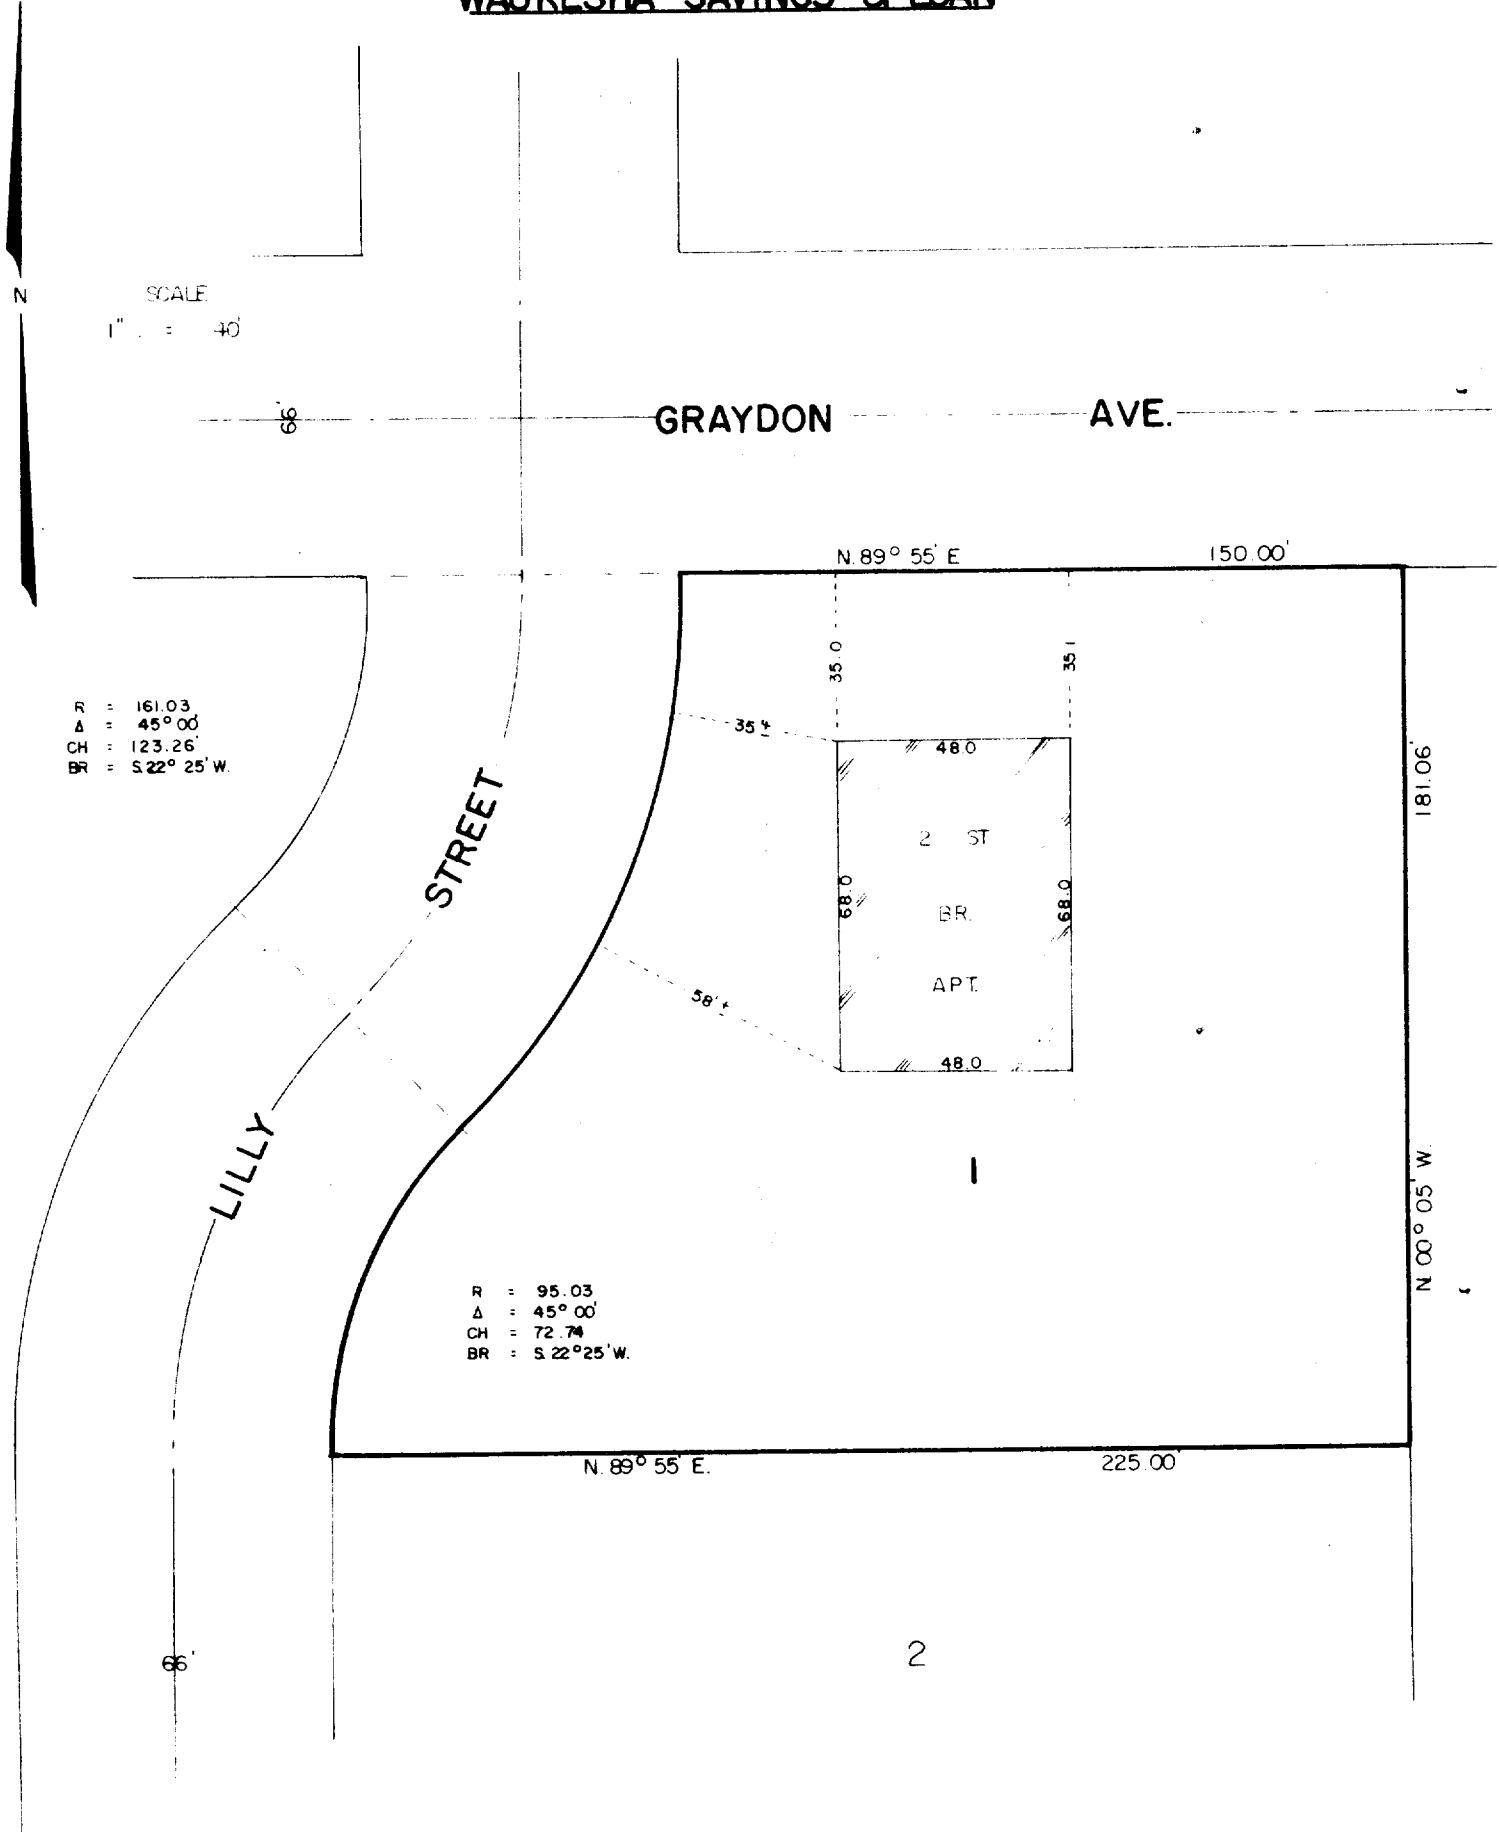 WAUKESHA SAVINGS & LOAN
N
SCALE
1" = 40'
66'
GRAYDON AVE.
N. 89° 55' E 150.00'
35.0
35.1
R = 161.03
Δ = 45° 00'
CH = 123.26'
BR = S. 22° 25' W.
35'±
48.0
181.06'
STREET
2 ST
68.0
68.0
BR.
APT.
58'±
48.0
LILLY
1
N 00° 05' W.
R = 95.03
Δ = 45° 00'
CH = 72.74
BR = S. 22° 25' W.
N. 89° 55' E. 225.00'
66'
2